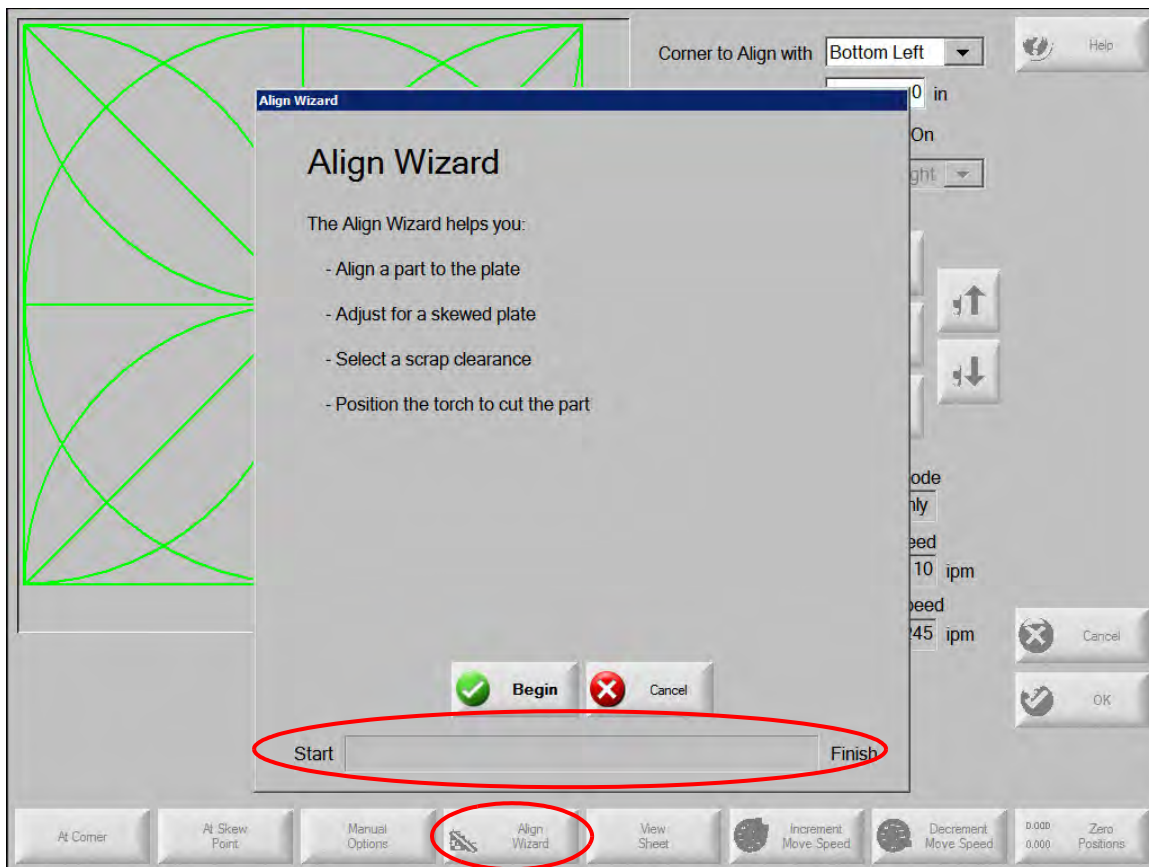 Corner to Align with Bottom Left
Help
0 in
On
ght
Align Wizard
Align Wizard
The Align Wizard helps you:
- Align a part to the plate
- Adjust for a skewed plate
- Select a scrap clearance
- Position the torch to cut the part
ode
nly
eed
10 ipm
peed
245 ipm
Cancel
OK
Begin
Cancel
Start
Finish
At Corner
At Skew
Point
Manual
Options
Align
Wizard
View
Sheet
Increment
Move Speed
Decrement
Move Speed
0.000
0.000
Zero
Positions